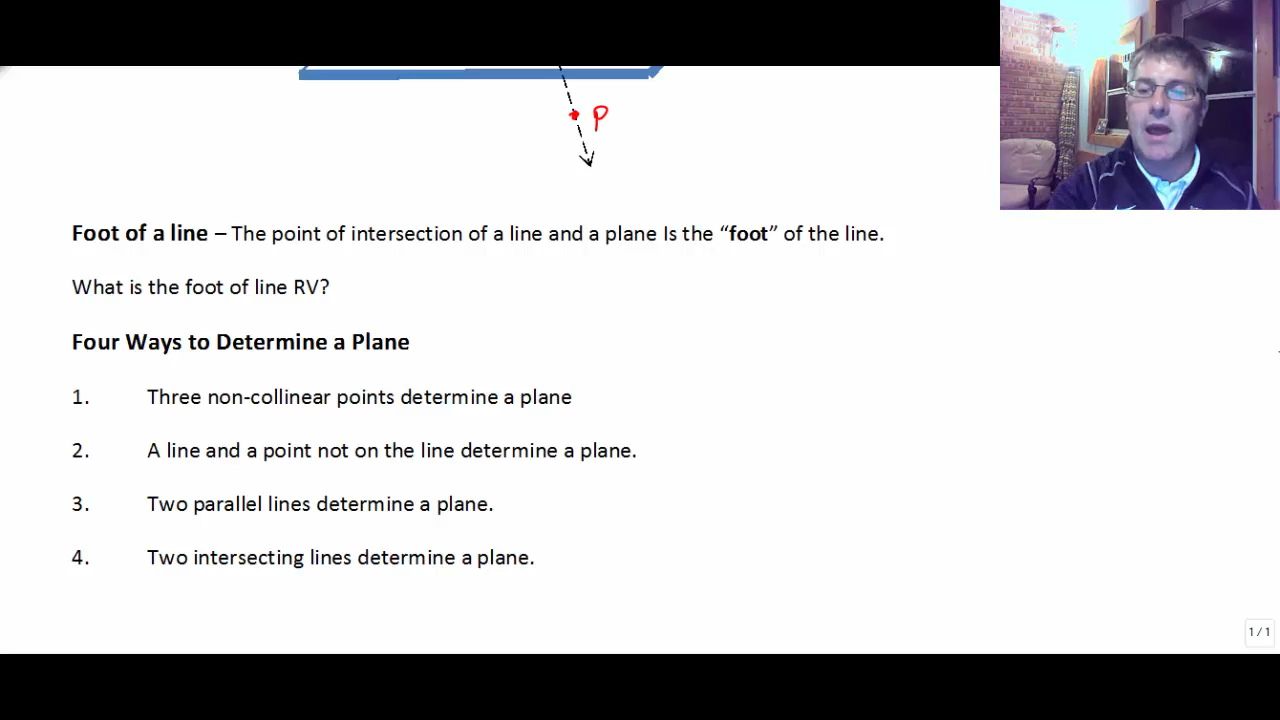 P
Foot of a line – The point of intersection of a line and a plane Is the “foot” of the line.
What is the foot of line RV?
Four Ways to Determine a Plane
1. Three non-collinear points determine a plane
2. A line and a point not on the line determine a plane.
3. Two parallel lines determine a plane.
4. Two intersecting lines determine a plane.
1 / 1